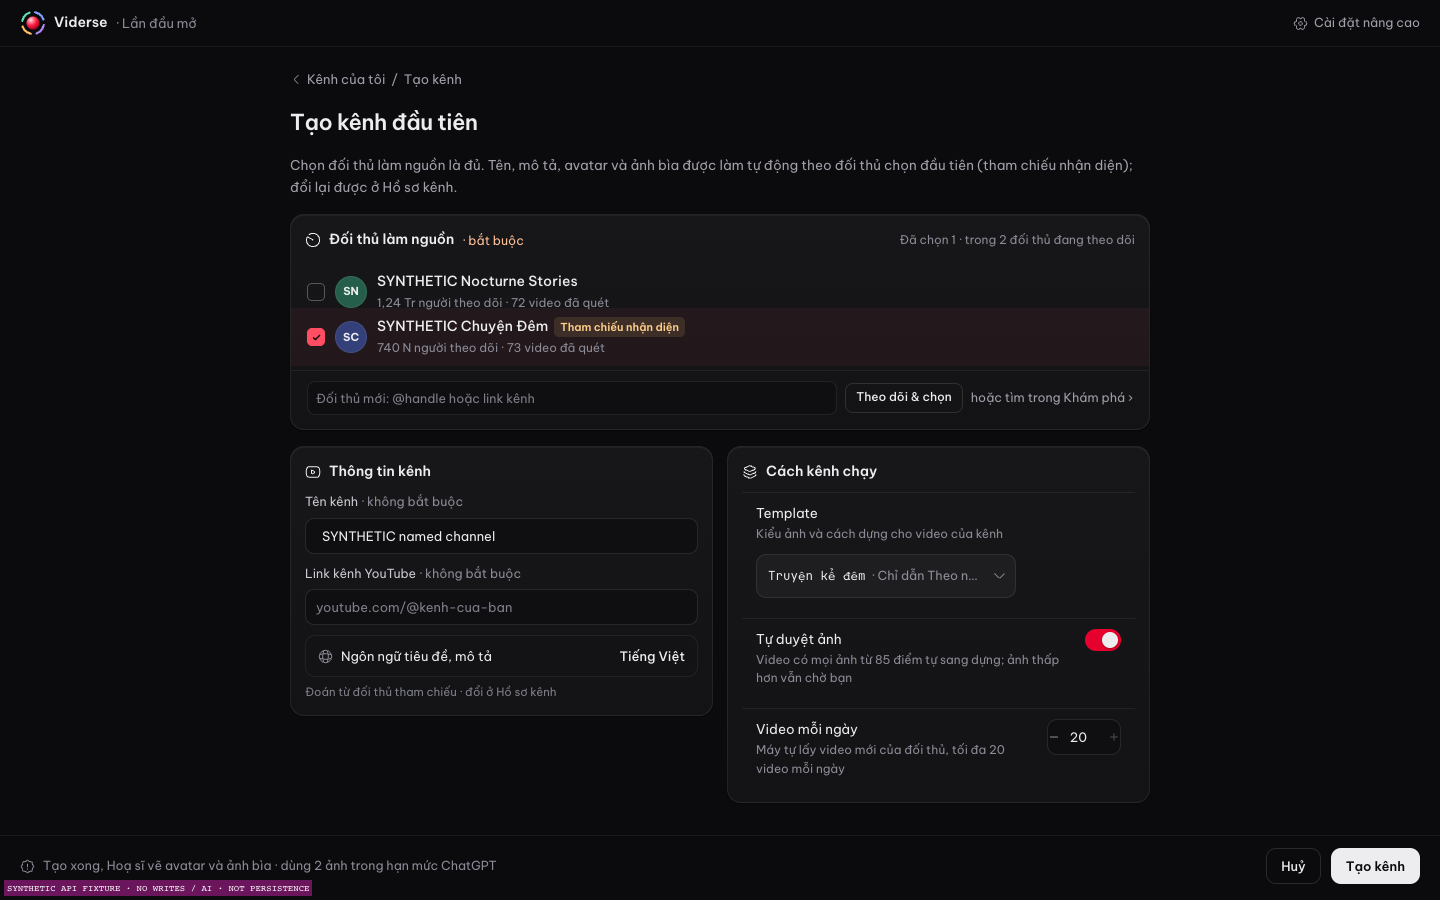 Viderse · Lần đầu mở
Cài đặt nâng cao
Kênh của tôi / Tạo kênh
Tạo kênh đầu tiên
Chọn đối thủ làm nguồn là đủ. Tên, mô tả, avatar và ảnh bìa được làm tự động theo đối thủ chọn đầu tiên (tham chiếu nhận diện);
đổi lại được ở Hồ sơ kênh.
Đối thủ làm nguồn · bắt buộc
Đã chọn 1 · trong 2 đối thủ đang theo dõi
SN
SYNTHETIC Nocturne Stories
1,24 Tr người theo dõi · 72 video đã quét
SC
SYNTHETIC Chuyện Đêm Tham chiếu nhận diện
740 N người theo dõi · 73 video đã quét
Đối thủ mới: @handle hoặc link kênh
Theo dõi & chọn
hoặc tìm trong Khám phá ›
Thông tin kênh
Tên kênh · không bắt buộc
SYNTHETIC named channel
Link kênh YouTube · không bắt buộc
youtube.com/@kenh-cua-ban
Ngôn ngữ tiêu đề, mô tả
Tiếng Việt
Đoán từ đối thủ tham chiếu · đổi ở Hồ sơ kênh
Cách kênh chạy
Template
Kiểu ảnh và cách dựng cho video của kênh
Truyện kể đêm · Chỉ dẫn Theo n...
Tự duyệt ảnh
Video có mọi ảnh từ 85 điểm tự sang dựng; ảnh thấp
hơn vẫn chờ bạn
Video mỗi ngày
Máy tự lấy video mới của đối thủ, tối đa 20
video mỗi ngày
− 20 +
Tạo xong, Hoạ sĩ vẽ avatar và ảnh bìa · dùng 2 ảnh trong hạn mức ChatGPT
Huỷ
Tạo kênh
SYNTHETIC API FIXTURE · NO WRITES / AI · NOT PERSISTENCE